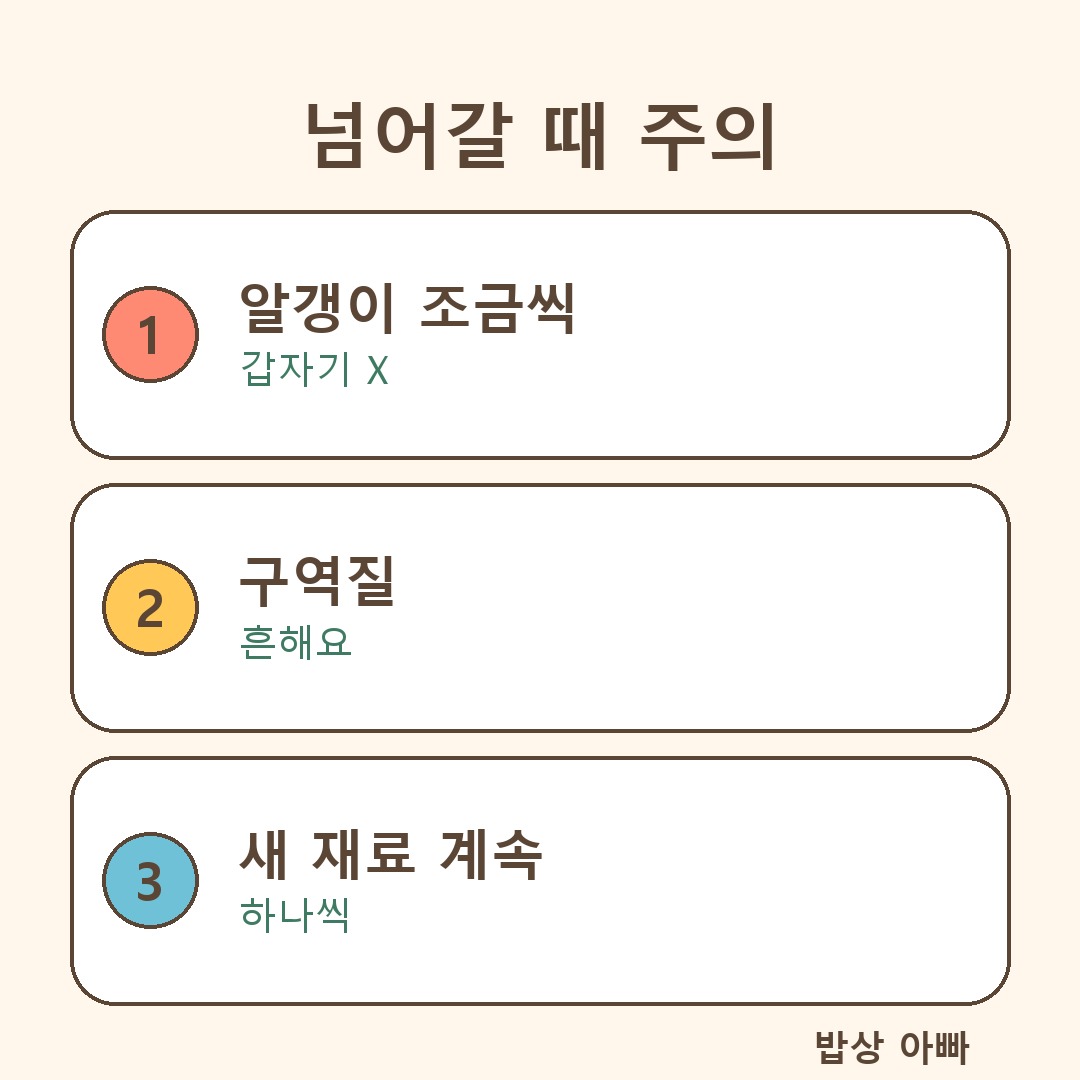 넘어갈 때 주의
1
알갱이 조금씩
갑자기 X
2
구역질
흔해요
3
새 재료 계속
하나씩
밥상 아빠